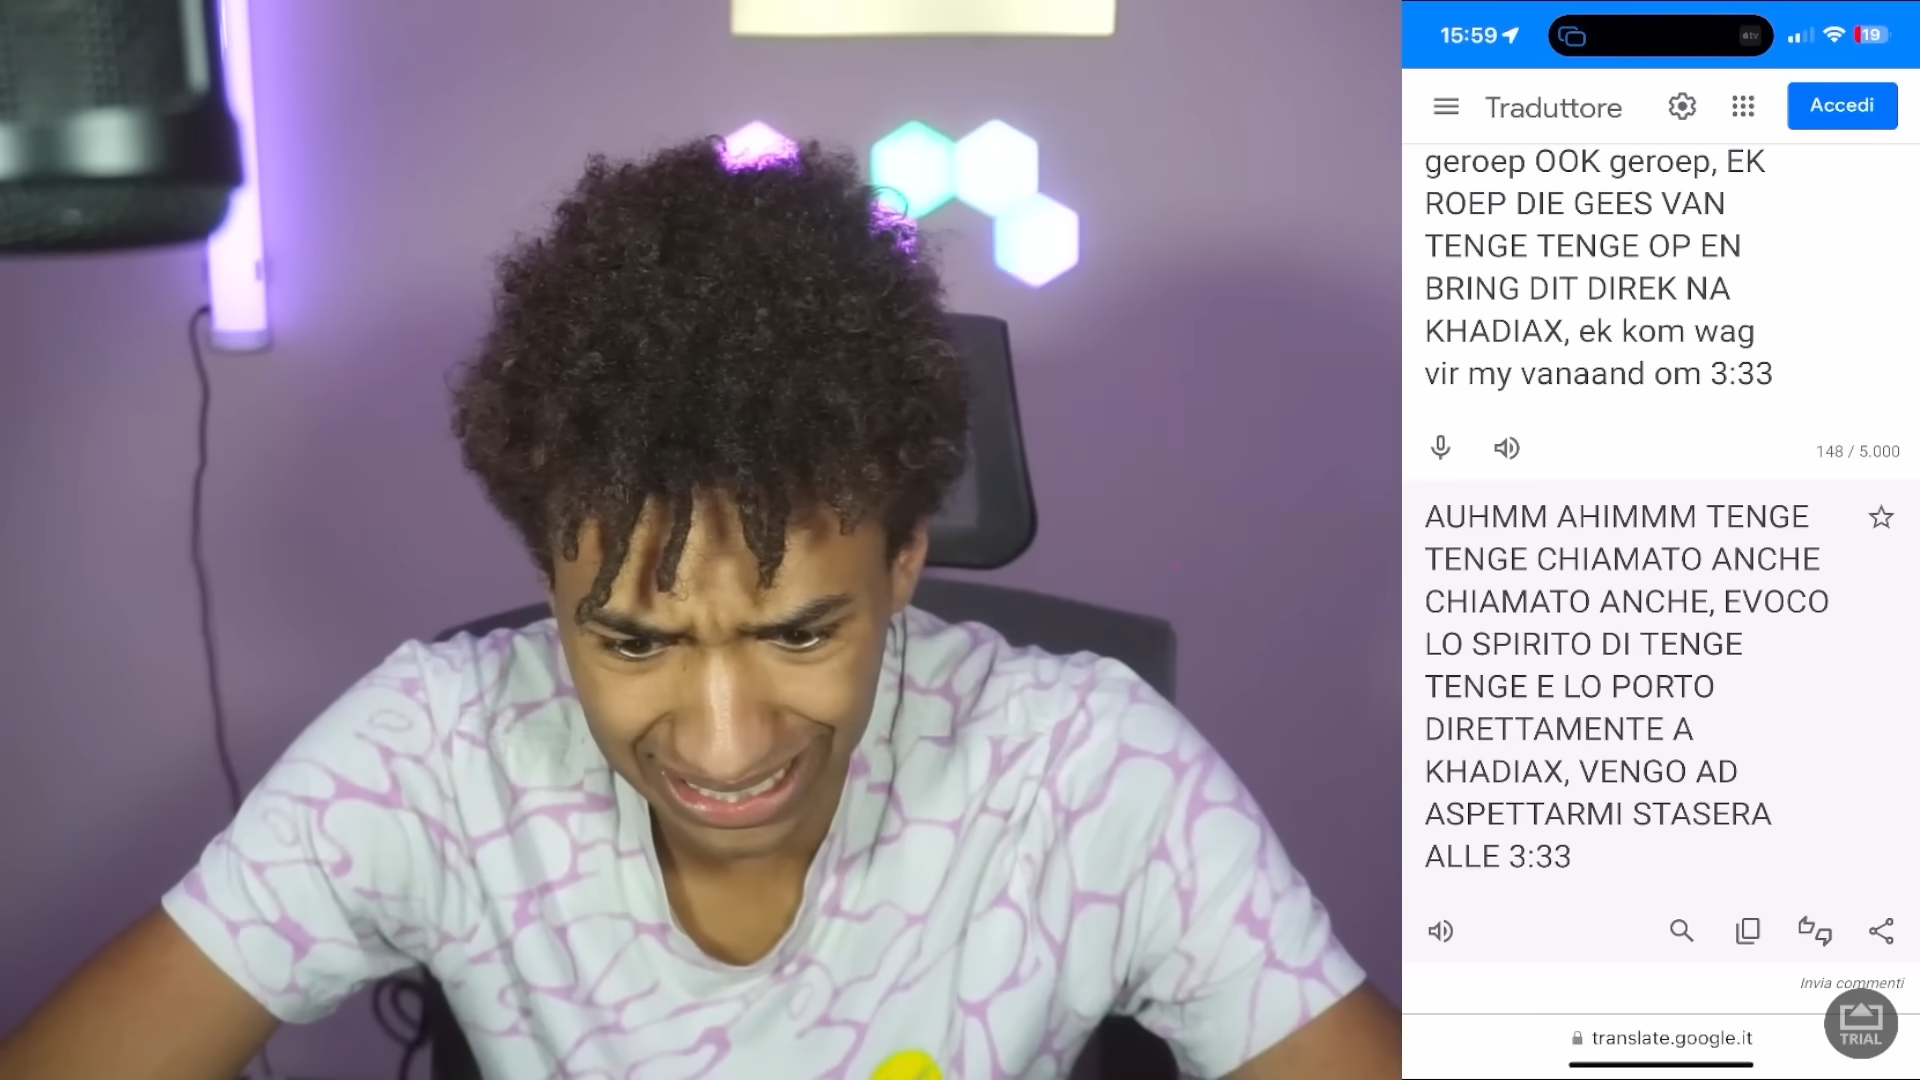 15:59
tv
19
Traduttore
Accedi
geroep OOK geroep, EK
ROEP DIE GEES VAN
TENGE TENGE OP EN
BRING DIT DIREK NA
KHADIAX, ek kom wag
vir my vanaand om 3:33
148 / 5.000
AUHMM AHIMMM TENGE
TENGE CHIAMATO ANCHE
CHIAMATO ANCHE, EVOCO
LO SPIRITO DI TENGE
TENGE E LO PORTO
DIRETTAMENTE A
KHADIAX, VENGO AD
ASPETTARMI STASERA
ALLE 3:33
Invia commenti
TRIAL
translate.google.it